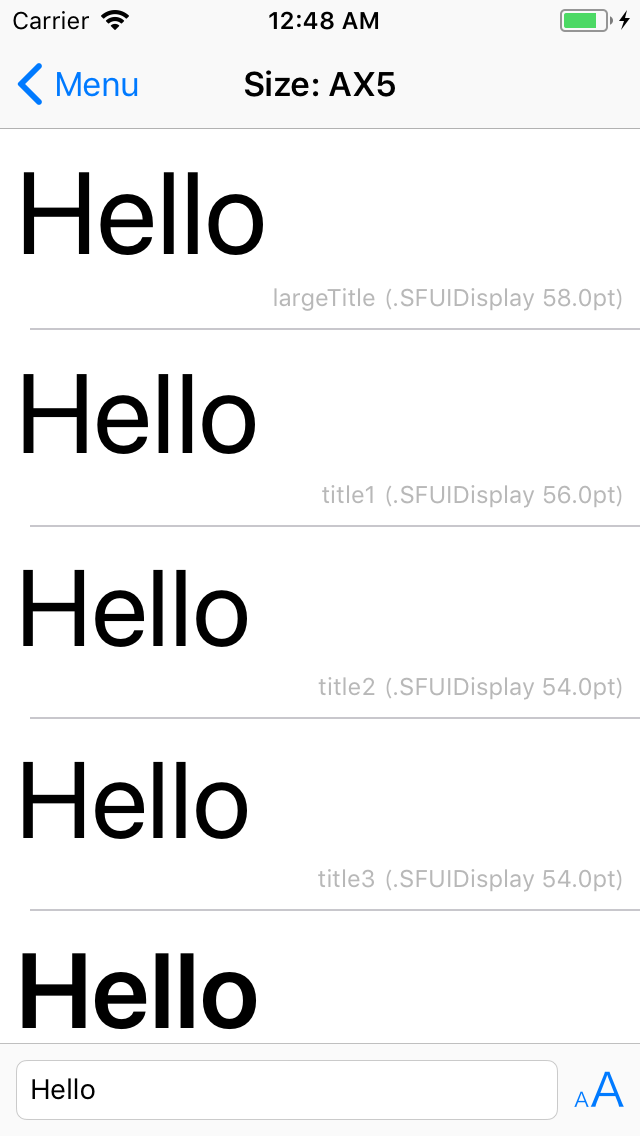 Carrier 12:48 AM
Menu Size: AX5
Hello
largeTitle (.SFUIDisplay 58.0pt)
Hello
title1 (.SFUIDisplay 56.0pt)
Hello
title2 (.SFUIDisplay 54.0pt)
Hello
title3 (.SFUIDisplay 54.0pt)
Hello
Hello AA